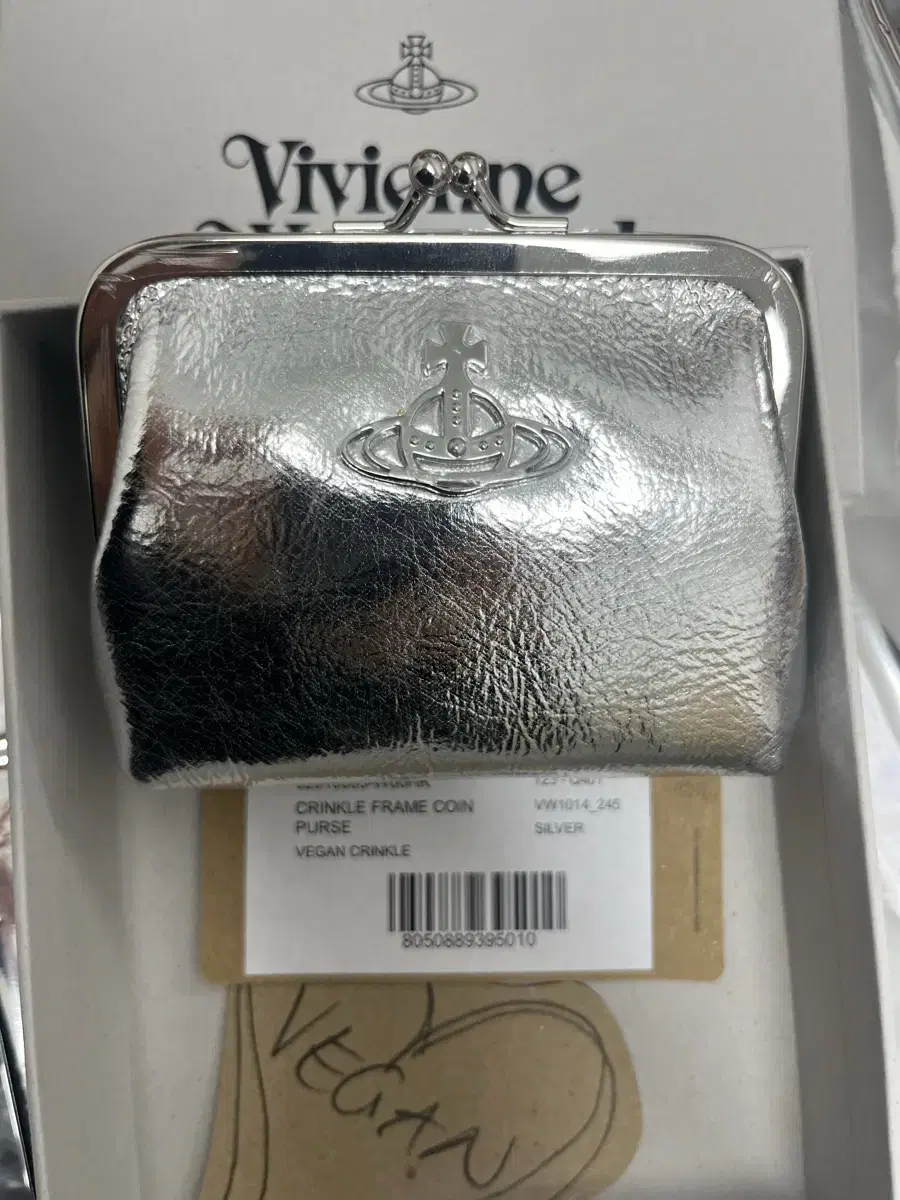 Vivienne
CRINKLE FRAME COIN
PURSE
VW1014_245
SILVER
VEGAN CRINKLE
8050889395010
VEGAN